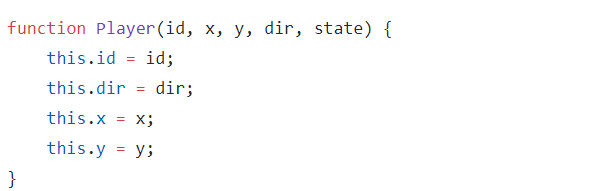 function Player(id, x, y, dir, state) {
    this.id = id;
    this.dir = dir;
    this.x = x;
    this.y = y;
}